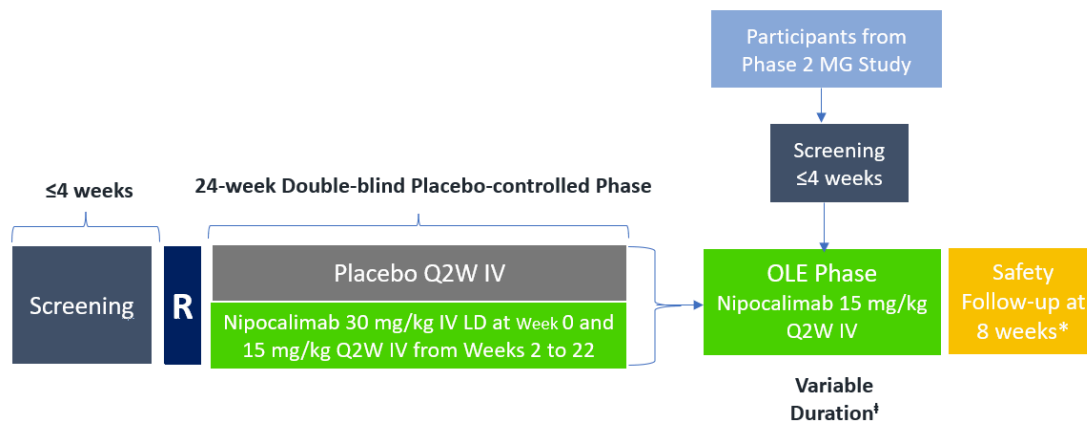 Participants from
Phase 2 MG Study
Screening
≤4 weeks
≤4 weeks
24-week Double-blind Placebo-controlled Phase
Screening
R
Placebo Q2W IV
Nipocalimab 30 mg/kg IV LD at Week 0 and
15 mg/kg Q2W IV from Weeks 2 to 22
OLE Phase
Nipocalimab 15 mg/kg
Q2W IV
Safety
Follow-up at
8 weeks*
Variable
Duration‡